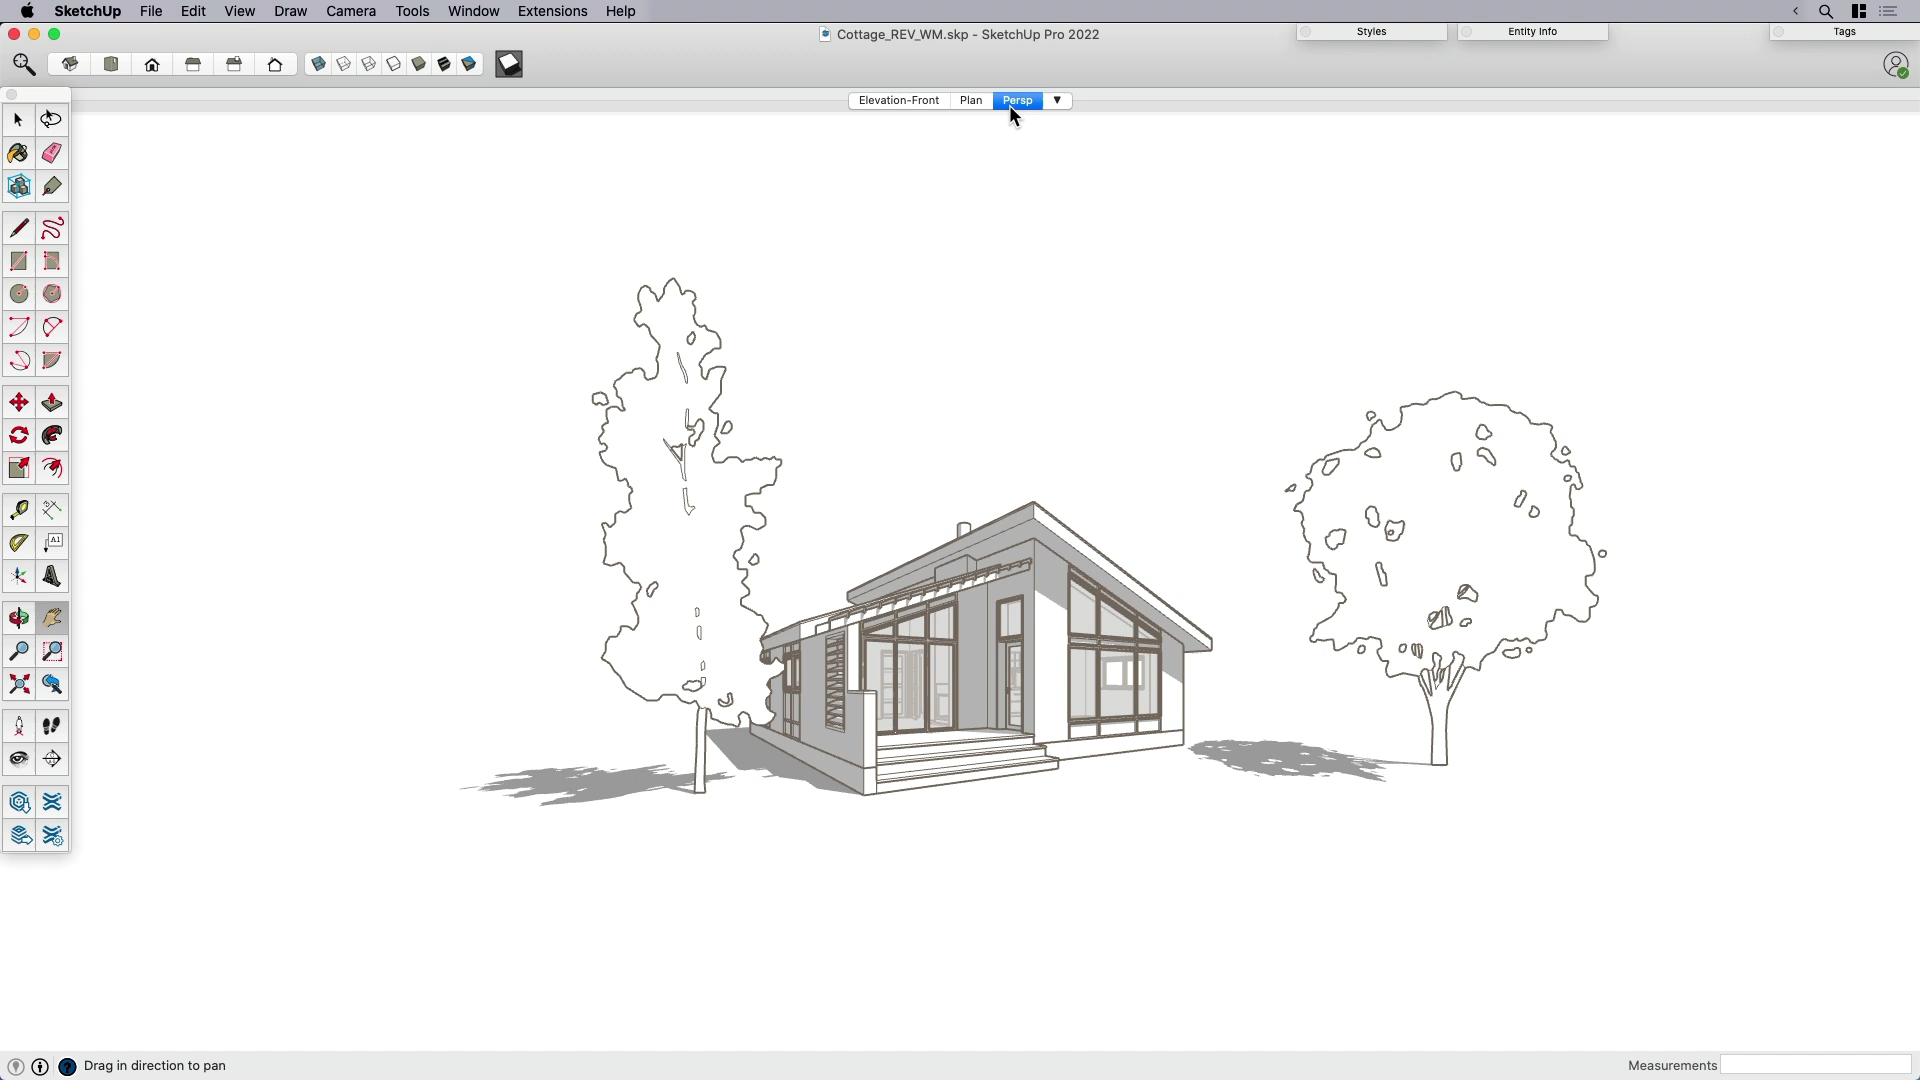 SketchUp File Edit View Draw Camera Tools Window Extensions Help
Cottage_REV_WM.skp - SketchUp Pro 2022
Styles
Entity Info
Tags
Elevation-Front Plan Persp ▼
A1
Drag in direction to pan
Measurements